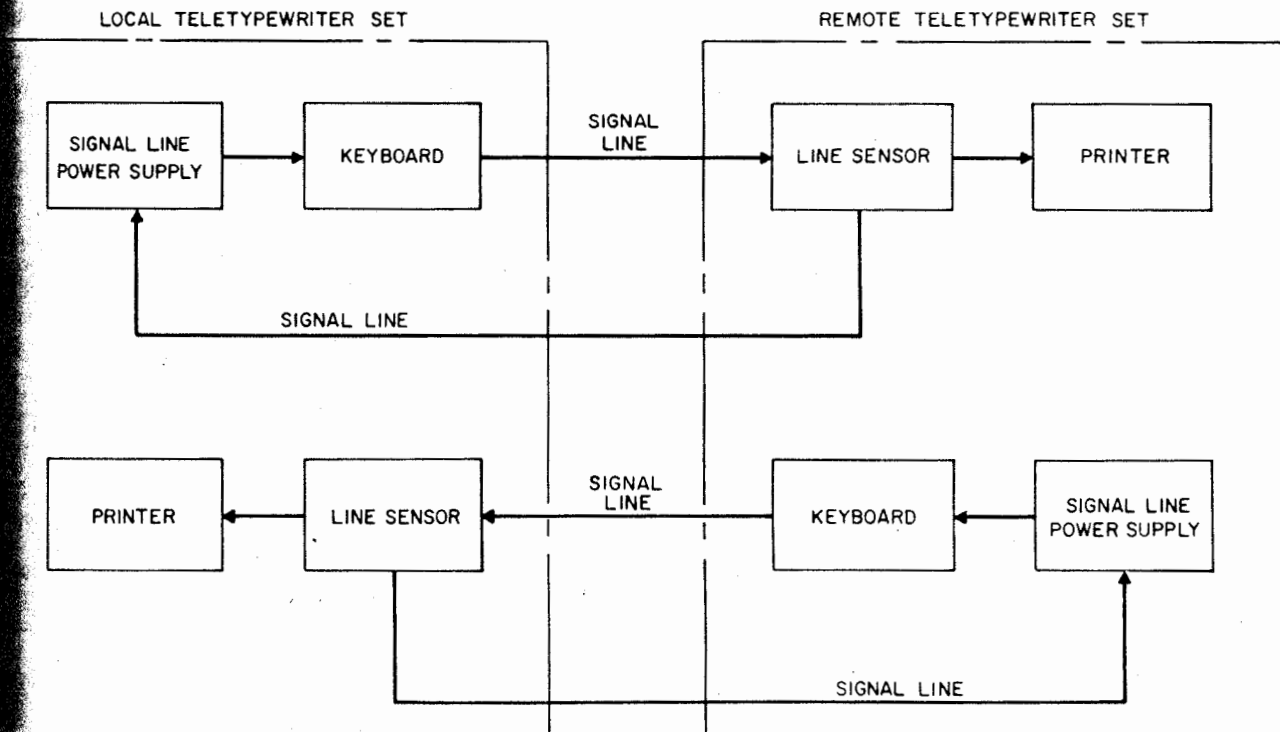 LOCAL TELETYPEWRITER SET
REMOTE TELETYPEWRITER SET
SIGNAL LINE
POWER SUPPLY
KEYBOARD
SIGNAL
LINE
LINE SENSOR
PRINTER
SIGNAL LINE
PRINTER
LINE SENSOR
SIGNAL
LINE
KEYBOARD
SIGNAL LINE
POWER SUPPLY
SIGNAL LINE